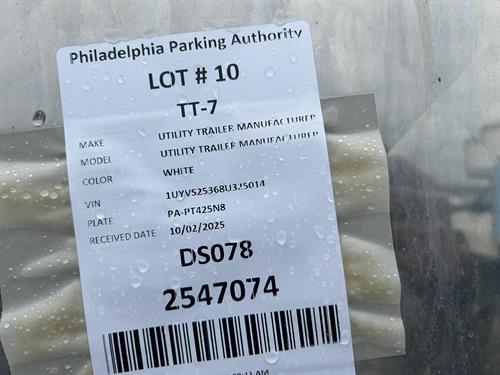 Philadelphia Parking Authority
LOT # 10
TT-7
MAKE UTILITY TRAILER MANUFACTURER
MODEL UTILITY TRAILER MANUFACTURER
COLOR WHITE
VIN 1UYVS25368U325014
PLATE PA-PT425N8
RECEIVED DATE 10/02/2025
DS078
2547074
AM